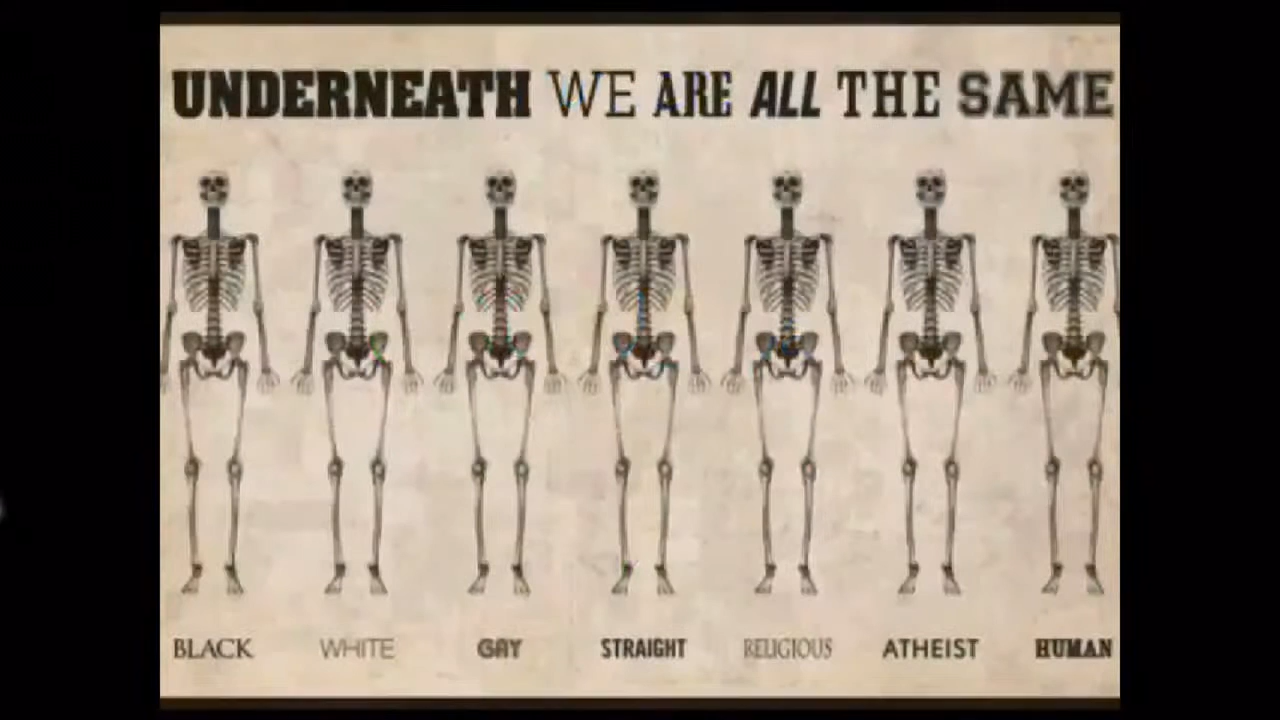 UNDERNEATH WE ARE ALL THE SAME
BLACK WHITE GAY STRAIGHT RELIGIOUS ATHEIST HUMAN